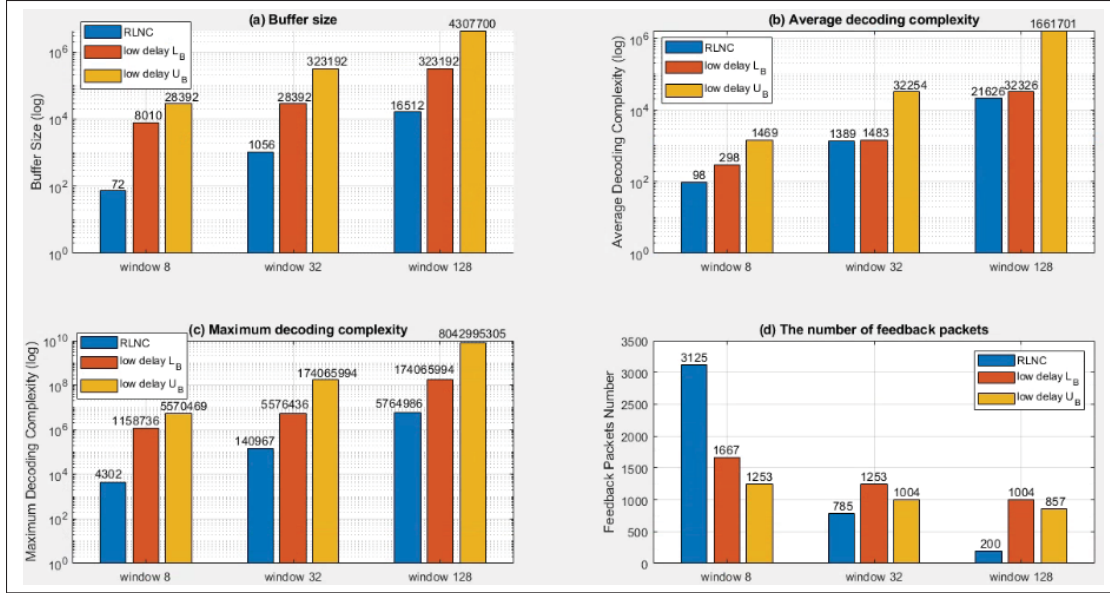 (a) Buffer size
RLNC
low delay L_B
low delay U_B
Buffer Size (log)
10^6
10^4
10^2
10^0
72
8010
28392
1056
28392
323192
16512
323192
4307700
window 8
window 32
window 128
(b) Average decoding complexity
RLNC
low delay L_B
low delay U_B
Average Decoding Complexity (log)
10^6
10^4
10^2
10^0
98
298
1469
1389
1483
32254
21626
32326
1661701
window 8
window 32
window 128
(c) Maximum decoding complexity
RLNC
low delay L_B
low delay U_B
Maximum Decoding Complexity (log)
10^10
10^8
10^6
10^4
10^2
10^0
4302
1158736
5570469
140967
5576436
174065994
5764986
174065994
8042995305
window 8
window 32
window 128
(d) The number of feedback packets
RLNC
low delay L_B
low delay U_B
Feedback Packets Number
3500
3000
2500
2000
1500
1000
500
0
3125
1667
1253
785
1253
1004
200
1004
857
window 8
window 32
window 128